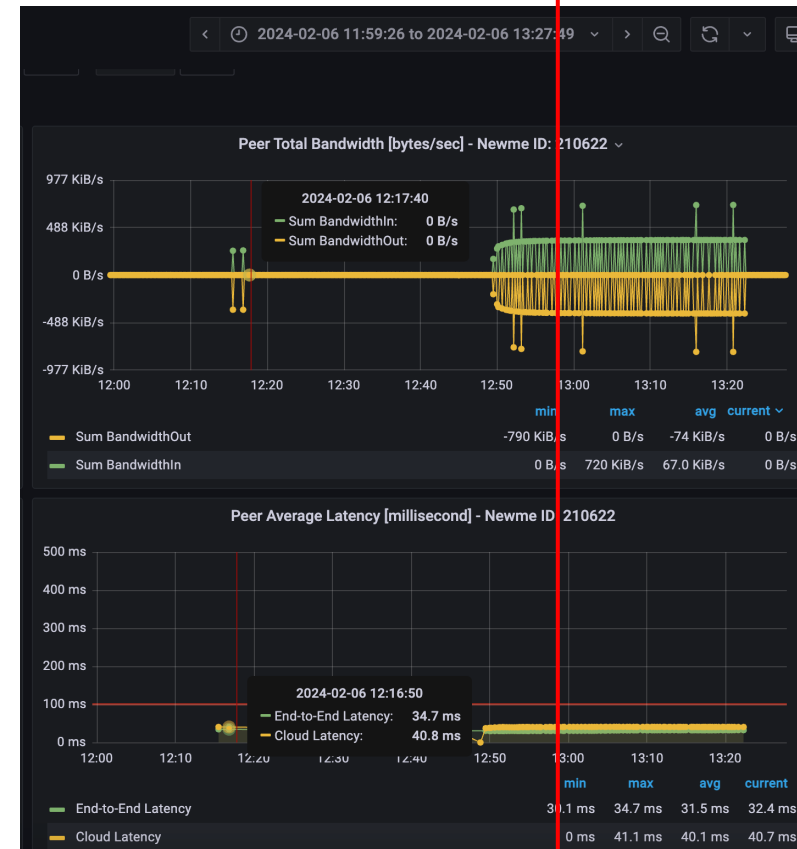 2024-02-06 11:59:26 to 2024-02-06 13:27:49
Peer Total Bandwidth [bytes/sec] - Newme ID: 210622
977 KiB/s
488 KiB/s
0 B/s
-488 KiB/s
-977 KiB/s
2024-02-06 12:17:40
Sum BandwidthIn: 0 B/s
Sum BandwidthOut: 0 B/s
12:00 12:10 12:20 12:30 12:40 12:50 13:00 13:10 13:20
min max avg current
Sum BandwidthOut -790 KiB/s 0 B/s -74 KiB/s 0 B/s
Sum BandwidthIn 0 B/s 720 KiB/s 67.0 KiB/s 0 B/s
Peer Average Latency [millisecond] - Newme ID: 210622
500 ms
400 ms
300 ms
200 ms
100 ms
0 ms
2024-02-06 12:16:50
End-to-End Latency: 34.7 ms
Cloud Latency: 40.8 ms
12:00 12:10 12:20 12:30 12:40 12:50 13:00 13:10 13:20
min max avg current
End-to-End Latency 30.1 ms 34.7 ms 31.5 ms 32.4 ms
Cloud Latency 0 ms 41.1 ms 40.1 ms 40.7 ms